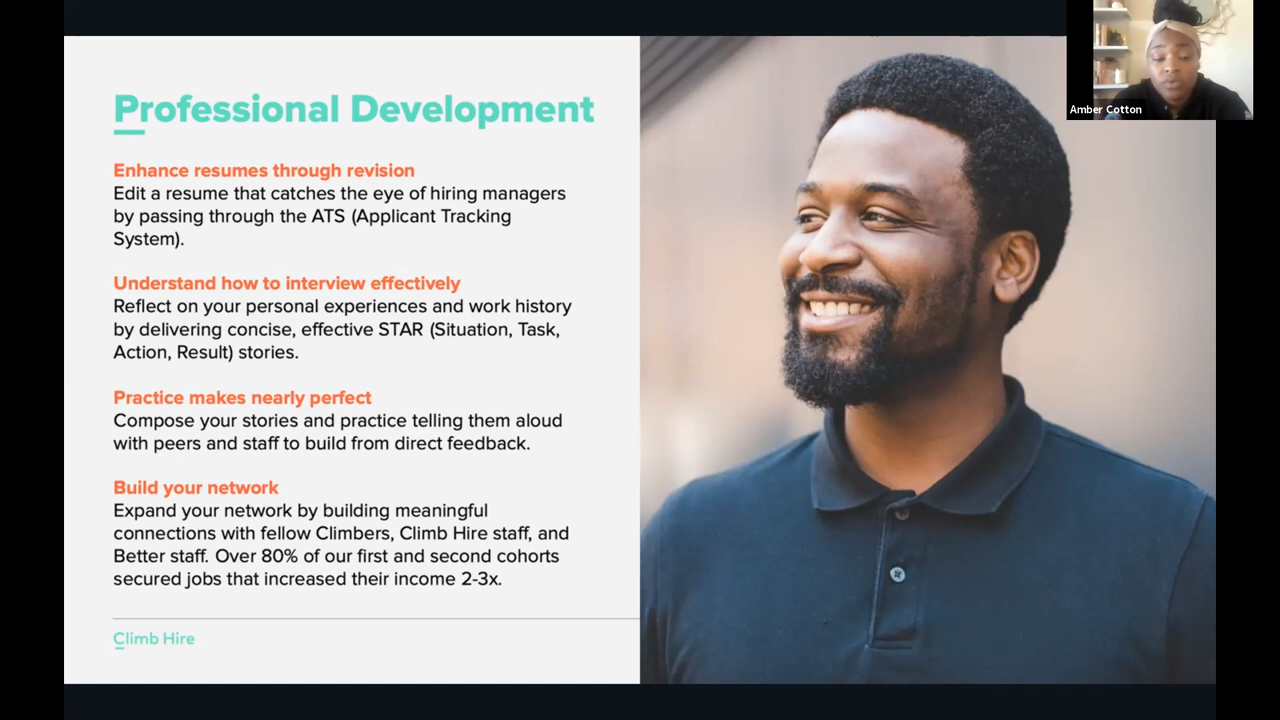 Professional Development
Enhance resumes through revision
Edit a resume that catches the eye of hiring managers
by passing through the ATS (Applicant Tracking
System).
Understand how to interview effectively
Reflect on your personal experiences and work history
by delivering concise, effective STAR (Situation, Task,
Action, Result) stories.
Practice makes nearly perfect
Compose your stories and practice telling them aloud
with peers and staff to build from direct feedback.
Build your network
Expand your network by building meaningful
connections with fellow Climbers, Climb Hire staff, and
Better staff. Over 80% of our first and second cohorts
secured jobs that increased their income 2-3x.
Climb Hire
Amber Cotton